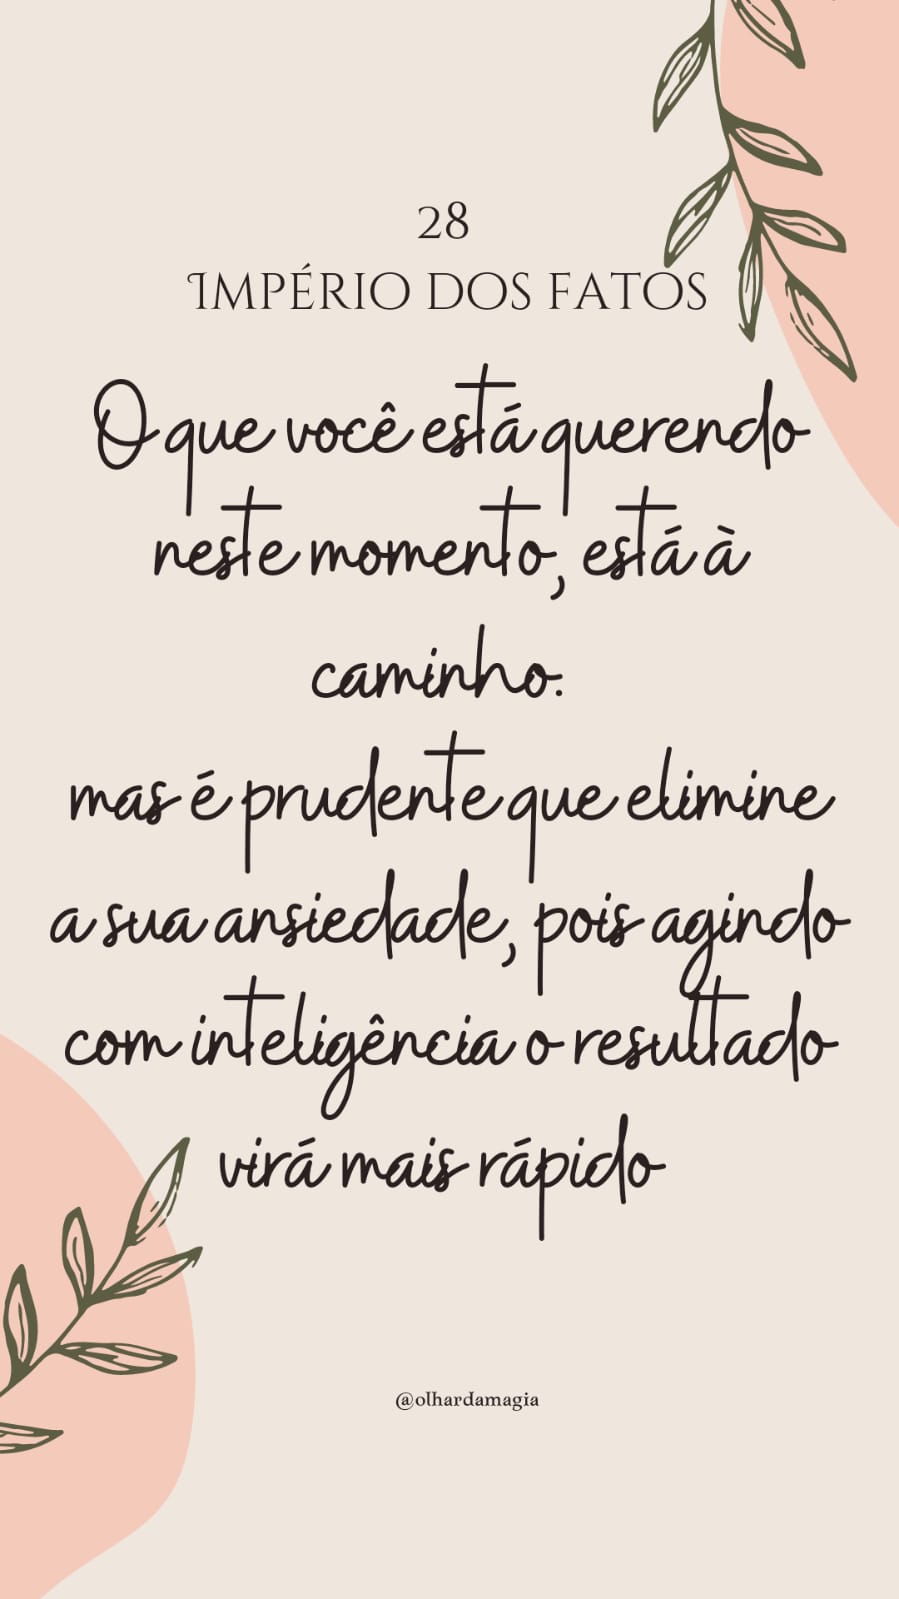 28
Império dos fatos
O que você está querendo
neste momento, está à
caminho.
mas é prudente que elimine
a sua ansiedade, pois agindo
com inteligência o resultado
virá mais rápido
@olhardamagia